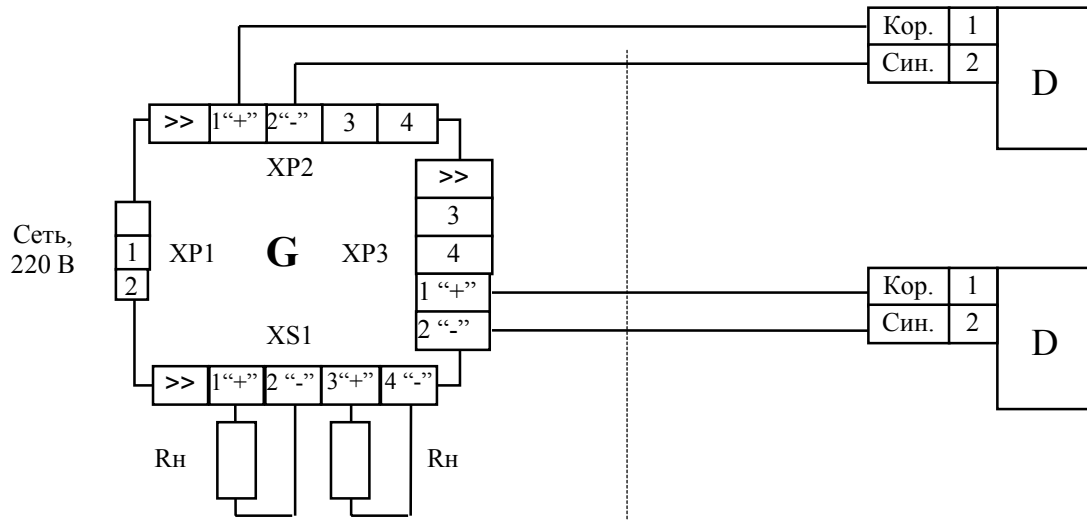 Кор. 1
Син. 2
D
>> 1“+” 2“-” 3 4
XP2
>>
3
4
1 “+”
2 “-”
Сеть,
220 В
1
2
XP1
G
XP3
XS1
Кор. 1
Син. 2
D
>> 1“+” 2 “-” 3“+” 4 “-”
Rн
Rн